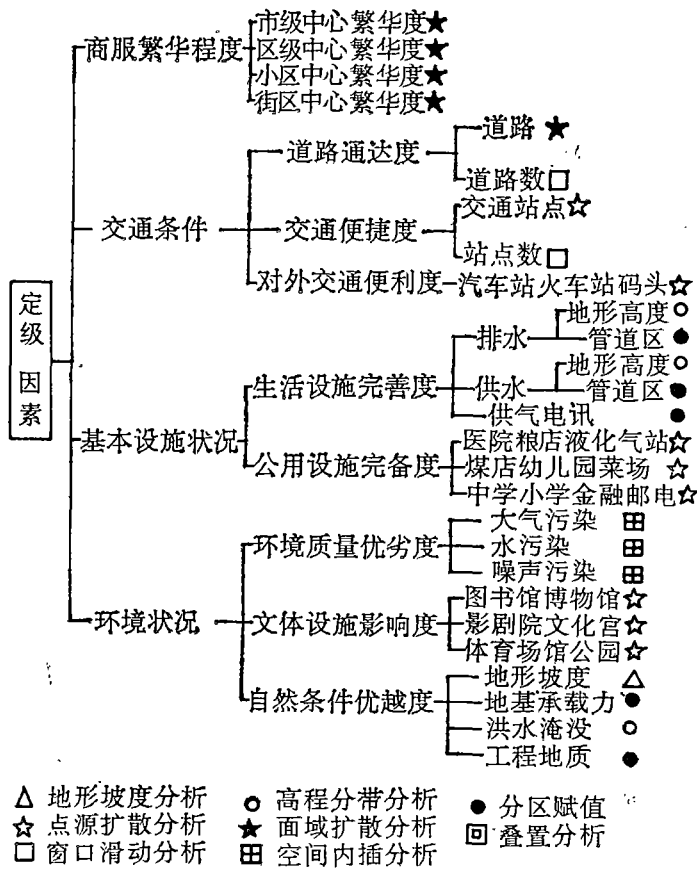 市级中心繁华度★
商服繁华程度 区级中心繁华度★
小区中心繁华度★
街区中心繁华度★
道路 ★
道路通达度
道路数□
交通站点☆
交通条件 交通便捷度
站点数□
对外交通便利度 汽车站火车站码头☆
定级因素
地形高度○
排水
管道区●
地形高度○
生活设施完善度 供水
管道区●
供气电讯 ●
基本设施状况
医院粮店液化气站☆
公用设施完备度 煤店幼儿园菜场 ☆
中学小学金融邮电☆
大气污染 田
环境质量优劣度 水污染 田
噪声污染 田
图书馆博物馆☆
环境状况 文体设施影响度 影剧院文化宫☆
体育场馆公园☆
地形坡度 △
自然条件优越度 地基承载力●
洪水淹没 ○
工程地质 ●
△ 地形坡度分析 ○ 高程分带分析 ● 分区赋值
☆ 点源扩散分析 ★ 面域扩散分析 回 叠置分析
□ 窗口滑动分析 田 空间内插分析